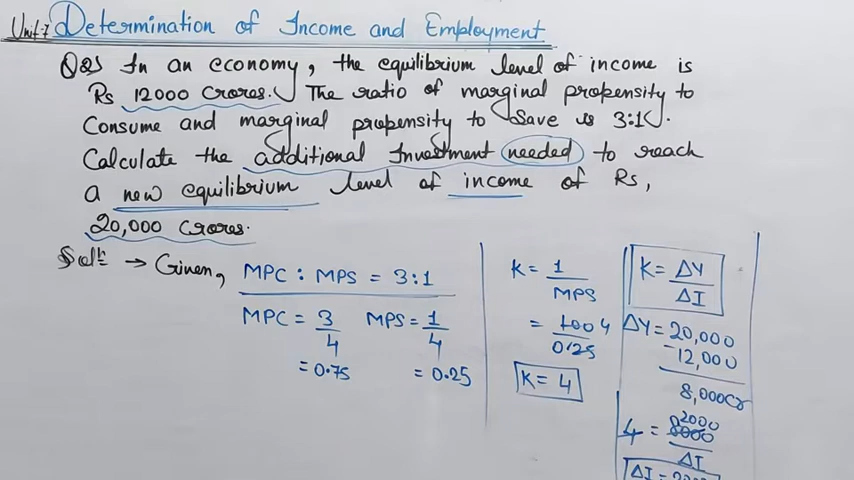 Unit-7 Determination of Income and Employment
Q2) In an economy, the equilibrium level of income is
Rs 12000 crores. The ratio of marginal propensity to
Consume and marginal propensity to Save is 3:1.
Calculate the additional Investment needed to reach
a new equilibrium level of income of Rs,
20,000 crores.
Sol: → Given,
MPC : MPS = 3:1
MPC = 3/4 MPS = 1/4
= 0.75 = 0.25
K = 1/MPS
= 100 4/0.25
K = 4
K = ΔY/ΔI
ΔY = 20,000
- 12,000
8,000Cr
2000
4 = 8000/ΔI
ΔI =